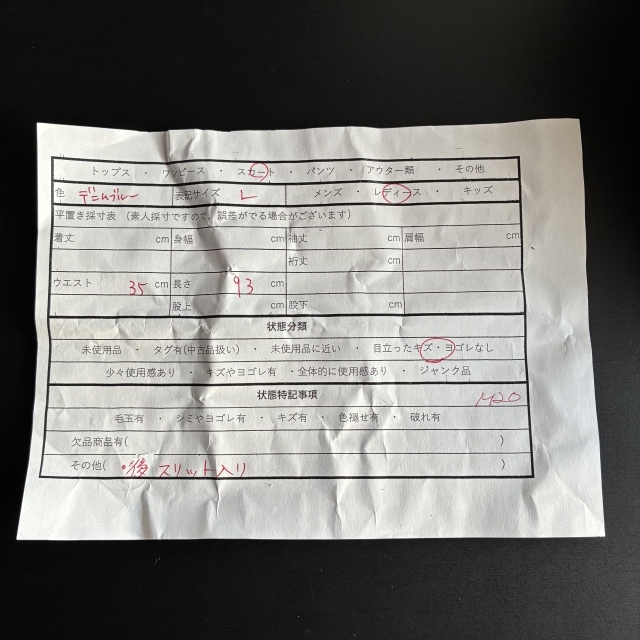 トップス ・ ワンピース ・ スカート ・ パンツ ・ アウター類 ・ その他
色 デニムブルー 表記サイズ L メンズ ・ レディース ・ キッズ
平置き採寸表 (素人採寸ですので、誤差がでる場合がございます)
着丈 cm 身幅 cm 袖丈 cm 肩幅 cm
cm 裄丈 cm
ウエスト 35 cm 長さ 93 cm
股上 cm 股下 cm
状態分類
未使用品 ・ タグ有(中古品扱い) ・ 未使用品に近い ・ 目立ったキズ・ヨゴレなし
少々使用感あり ・ キズやヨゴレ有 ・全体的に使用感あり ・ ジャンク品
状態特記事項
M20
毛玉有 ・ シミやヨゴレ有 ・ キズ有 ・ 色褪せ有 ・ 破れ有
欠品商品有( )
その他( ・後スリット入り )